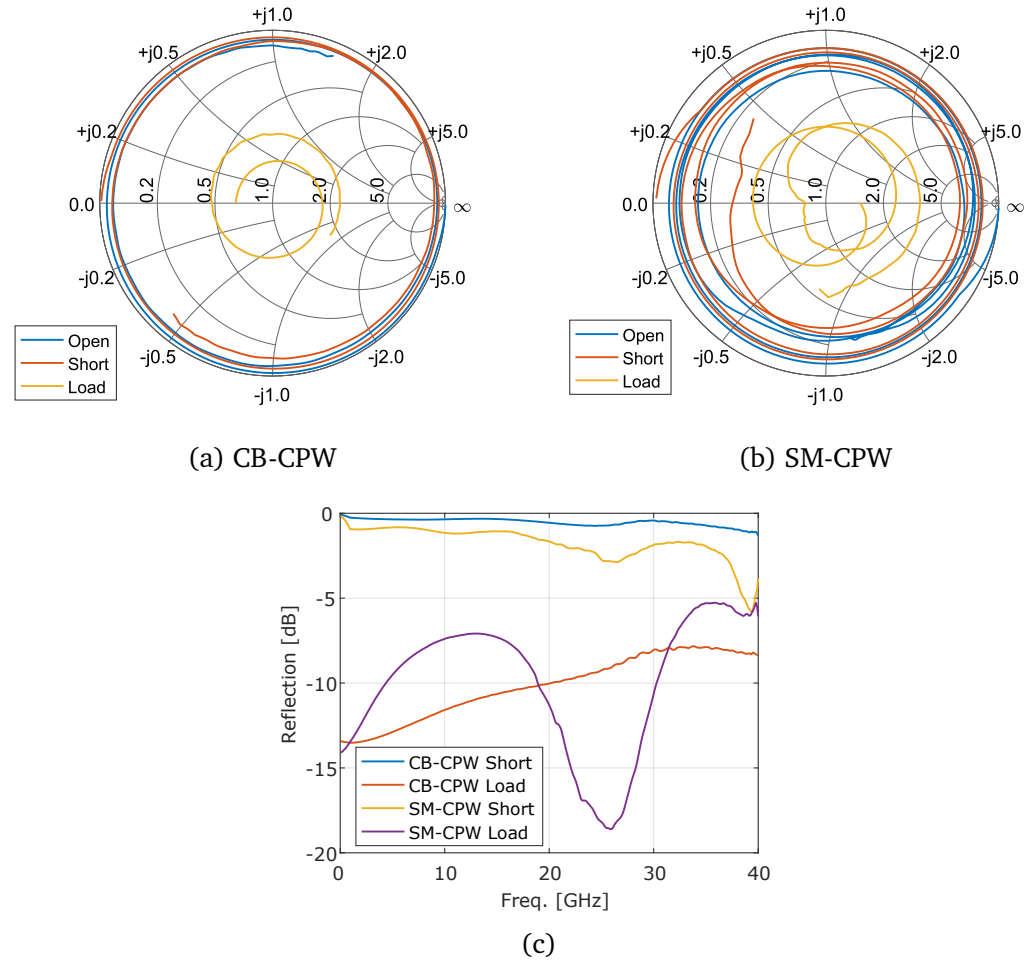 +j1.0
+j0.5
+j2.0
+j0.2
+j5.0
0.0
0.2
0.5
1.0
2.0
5.0
∞
-j0.2
-j5.0
-j0.5
-j2.0
-j1.0
Open
Short
Load
(a) CB-CPW
+j1.0
+j0.5
+j2.0
+j0.2
+j5.0
0.0
0.2
0.5
1.0
2.0
5.0
∞
-j0.2
-j5.0
-j0.5
-j2.0
-j1.0
Open
Short
Load
(b) SM-CPW
Reflection [dB]
0
-5
-10
-15
-20
CB-CPW Short
CB-CPW Load
SM-CPW Short
SM-CPW Load
0 10 20 30 40
Freq. [GHz]
(c)